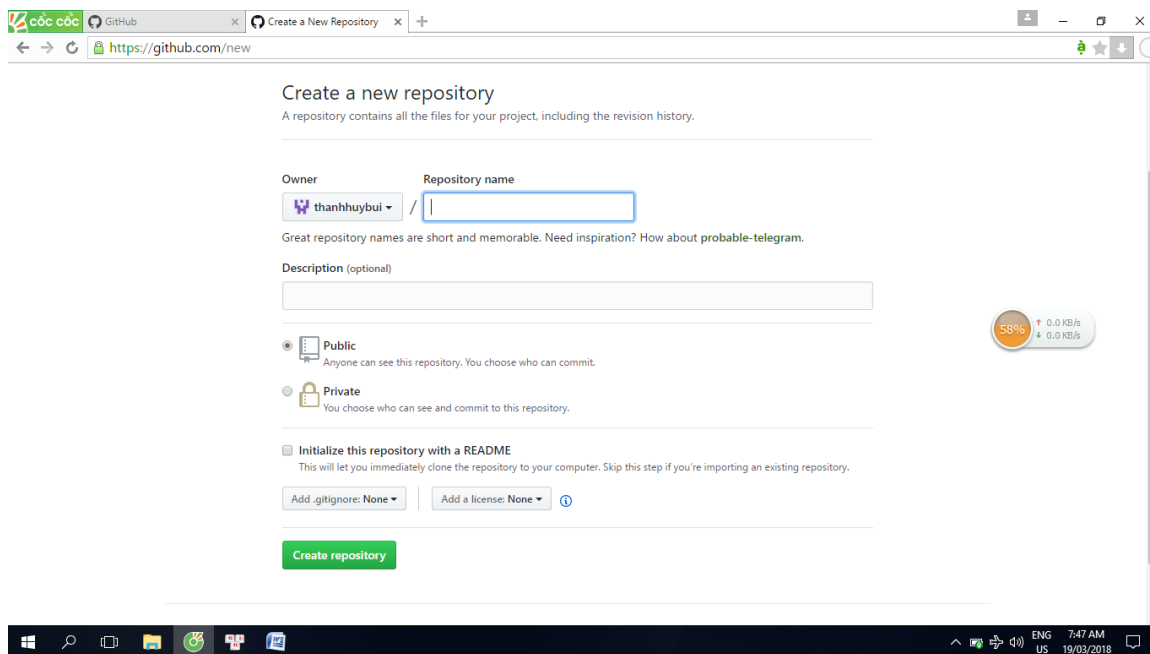 cốc cốc GitHub Create a New Repository
https://github.com/new
Create a new repository
A repository contains all the files for your project, including the revision history.
Owner Repository name
thanhhuybui /
Great repository names are short and memorable. Need inspiration? How about probable-telegram.
Description (optional)
Public
Anyone can see this repository. You choose who can commit.
58% 0.0 KB/s
0.0 KB/s
Private
You choose who can see and commit to this repository.
Initialize this repository with a README
This will let you immediately clone the repository to your computer. Skip this step if you're importing an existing repository.
Add .gitignore: None Add a license: None
Create repository
ENG 7:47 AM
US 19/03/2018